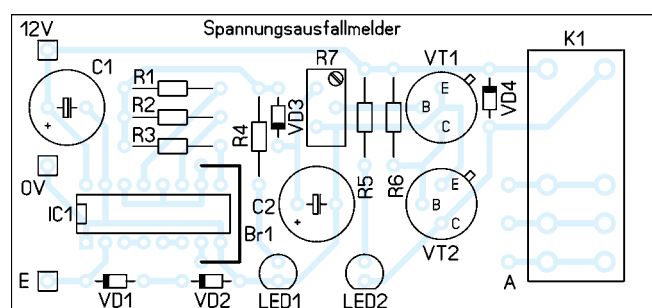 Spannungsausfallmelder
12V
C1
R1
R2
R3
R4
VD3
R7
VT1
E
B
C
VD4
K1
+
0V
IC1
Br1
C2
+
R5
R6
E
B
C
VT2
E
VD1
VD2
LED1
LED2
A